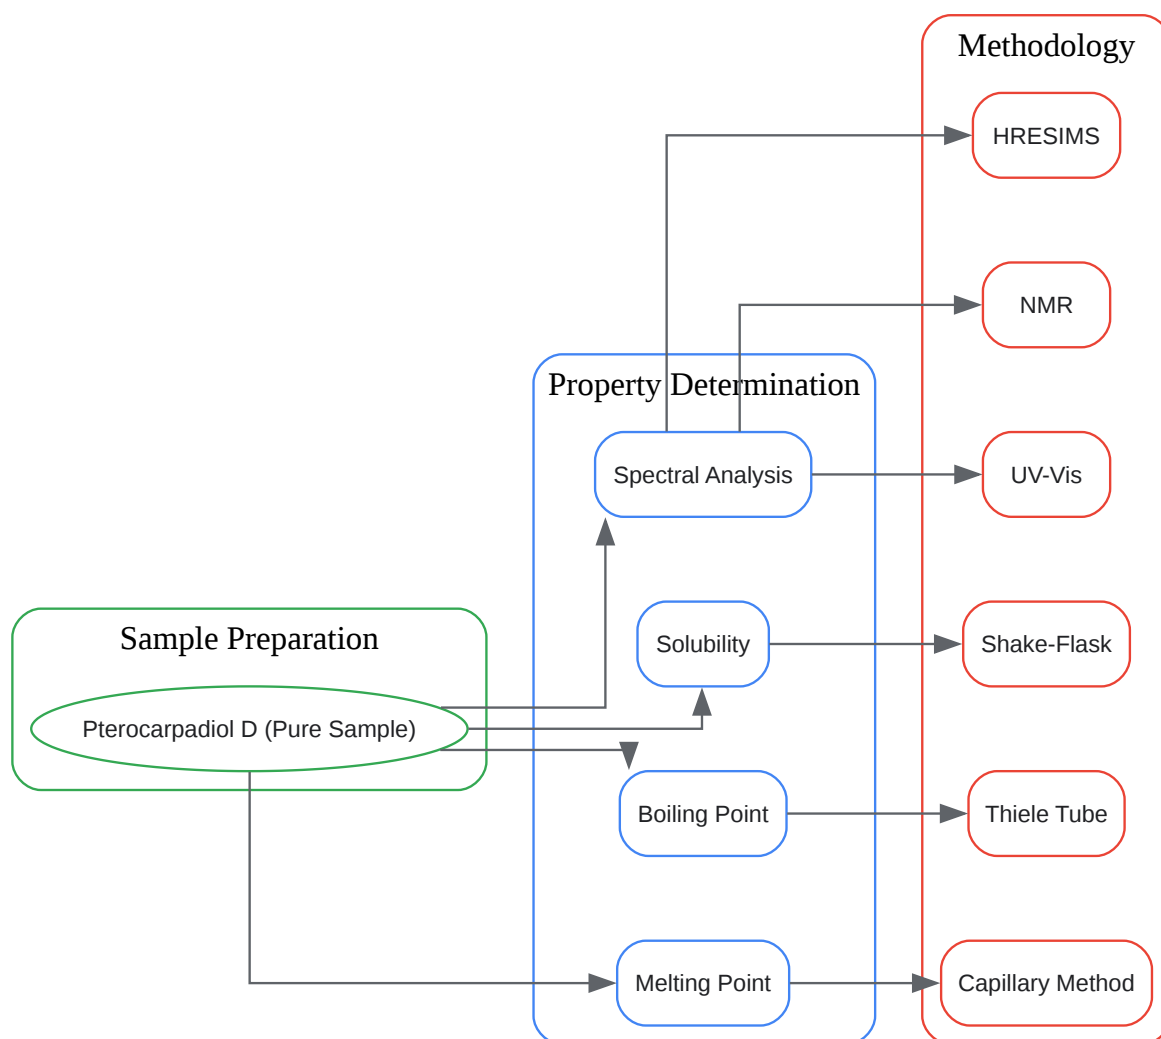 Methodology
HRESIMS
NMR
Property Determination
Spectral Analysis
UV-Vis
Sample Preparation
Solubility
Shake-Flask
Pterocarpadiol D (Pure Sample)
Boiling Point
Thiele Tube
Melting Point
Capillary Method